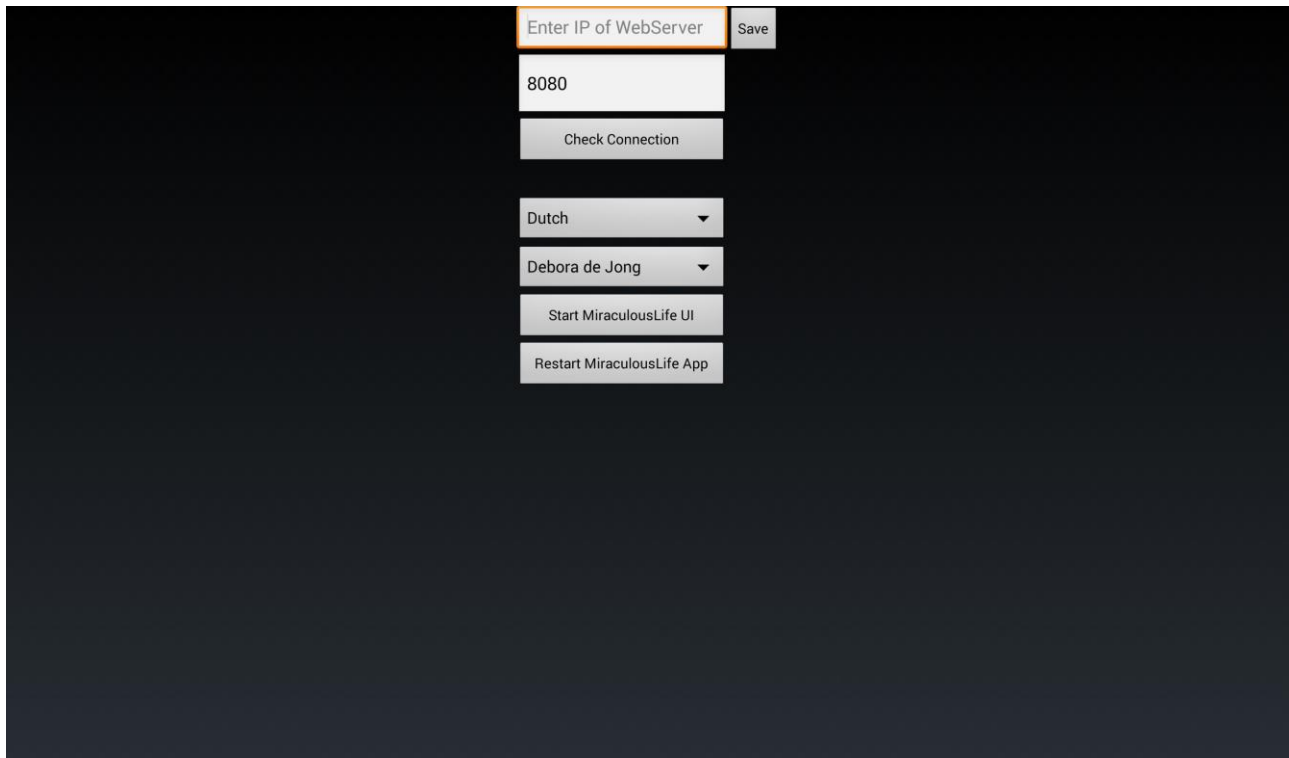 Enter IP of WebServer Save
8080
Check Connection
Dutch
Debora de Jong
Start MiraculousLife UI
Restart MiraculousLife App